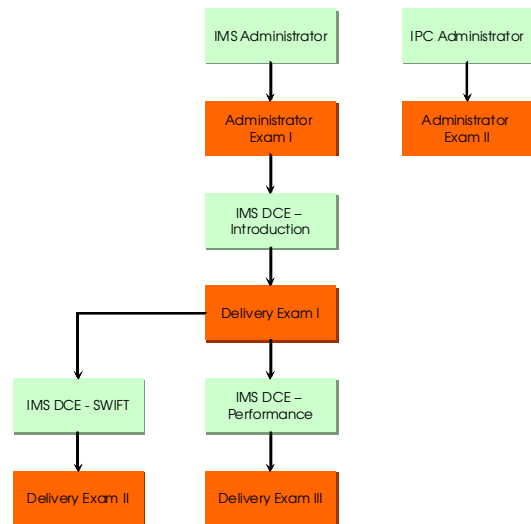 IMS Administrator
IPC Administrator
Administrator
Exam I
Administrator
Exam II
IMS DCE –
Introduction
Delivery Exam I
IMS DCE - SWIFT
IMS DCE –
Performance
Delivery Exam II
Delivery Exam III